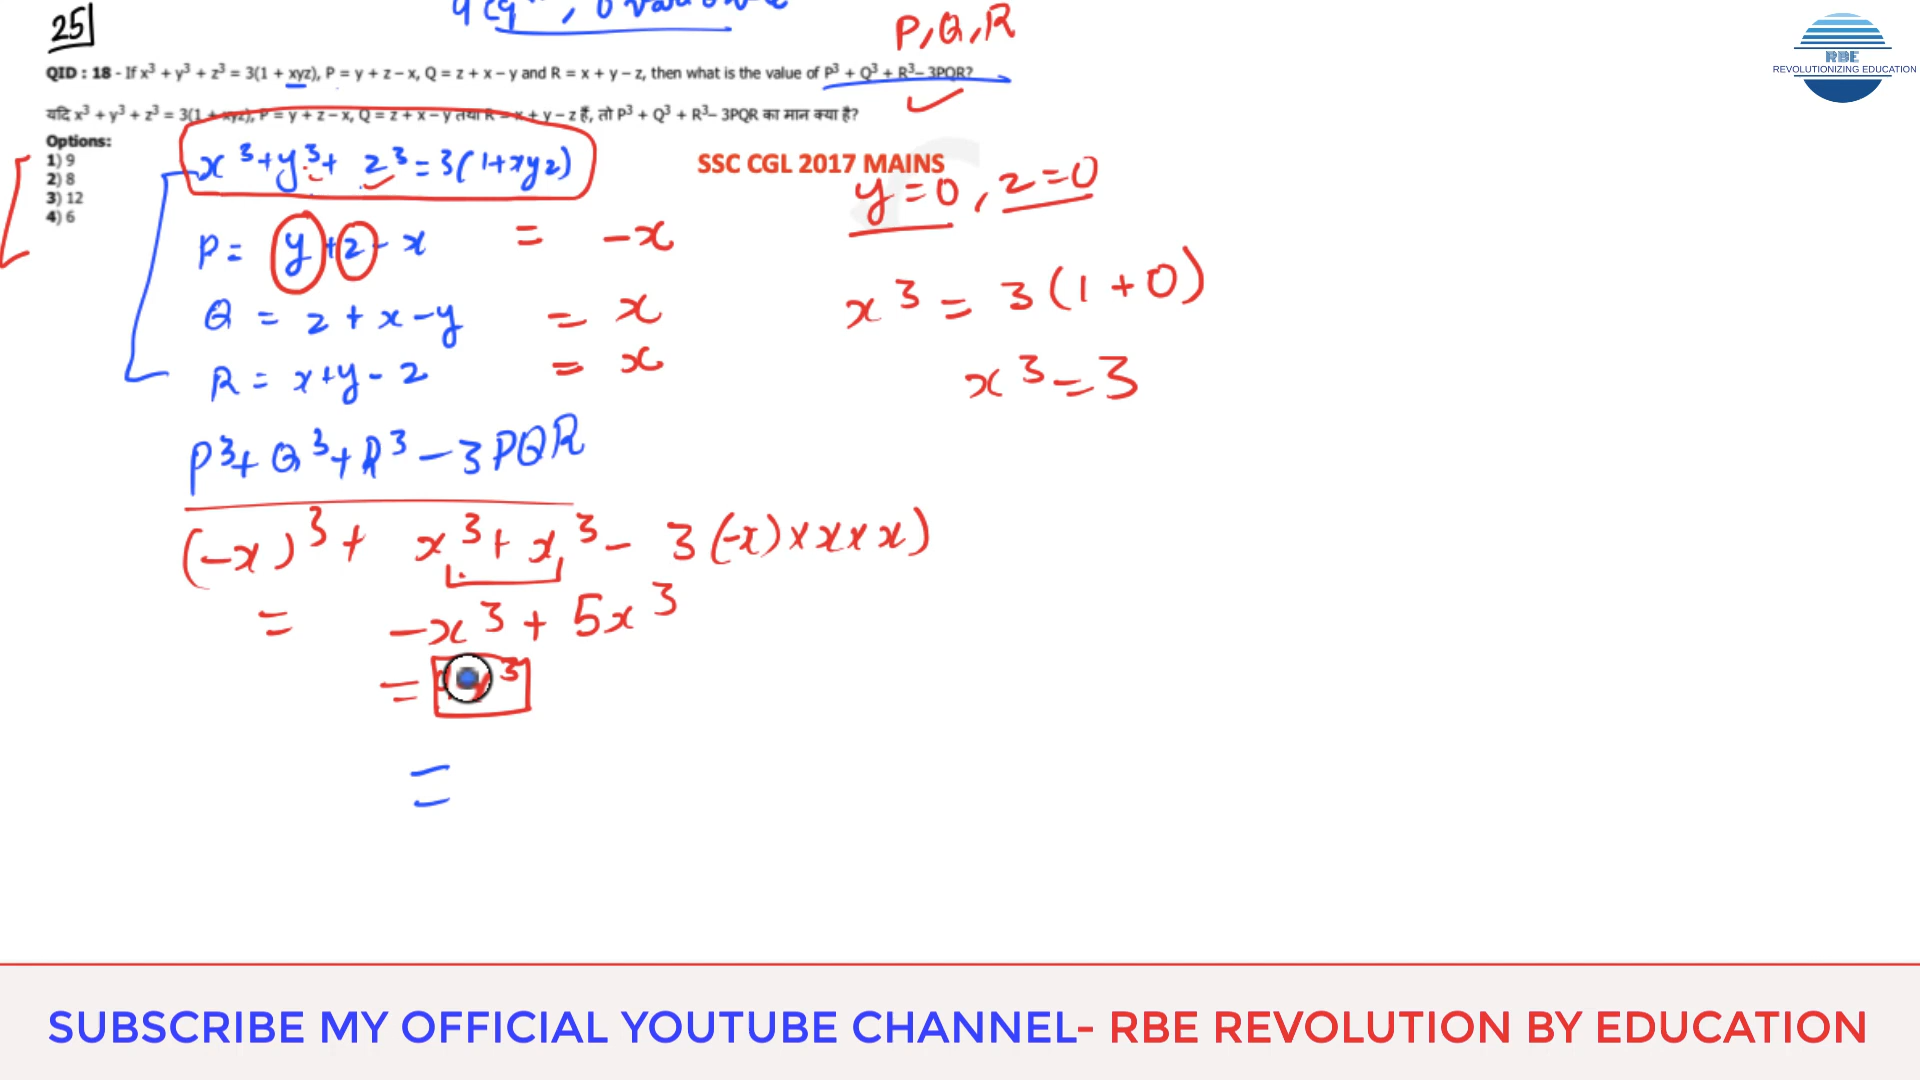 25
P, Q, R
RBE
REVOLUTIONIZING EDUCATION
QID : 18 - If x³ + y³ + z³ = 3(1 + xyz), P = y + z – x, Q = z + x – y and R = x + y – z, then what is the value of P³ + Q³ + R³– 3PQR?
यदि x³ + y³ + z³ = 3(1 + xyz), P = y + z – x, Q = z + x – y तथा R = x + y – z हैं, तो P³ + Q³ + R³– 3PQR का मान क्या है?
Options:
1) 9
2) 8
3) 12
4) 6
x³+y³+ z³=3(1+xyz)
SSC CGL 2017 MAINS
y=0, z=0
P= y+z- x = -x
Q = z + x-y = x
R = x+y- z = x
x³ = 3(1+0)
x³=3
P³+Q³+R³-3PQR
(-x)³+ x³+x³- 3(-x)×x×x)
= -x³+ 5x³
=
=
SUBSCRIBE MY OFFICIAL YOUTUBE CHANNEL- RBE REVOLUTION BY EDUCATION